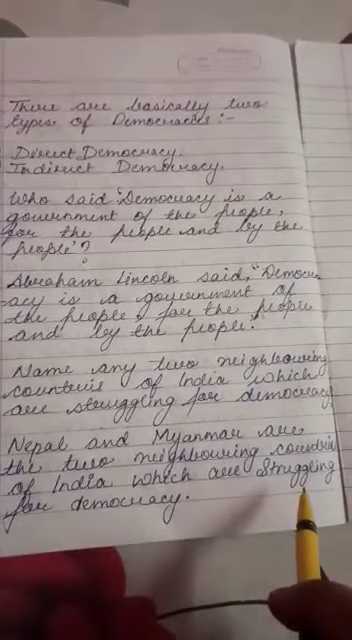 There are basically two
types of Democracies :-
Direct Democracy.
Indirect Democracy.
Who said "Democracy is a
government of the people,
for the people and by the
people"?
Abraham Lincoln said, "Democr-
acy is a government of
the people, for the people
and by the people."
Name any two neighbouring
counteris of India which
are struggling for democracy.
Nepal and Myanmar are
the two neighbouring countries
of India which are struggling
for democracy.